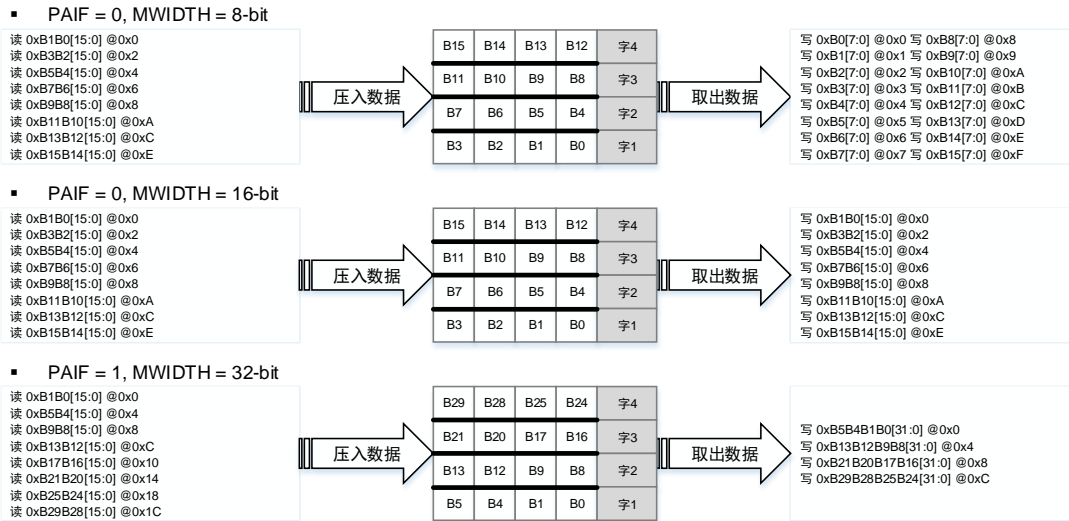 ▪ PAIF = 0, MWIDTH = 8-bit
读 0xB1B0[15:0] @0x0
读 0xB3B2[15:0] @0x2
读 0xB5B4[15:0] @0x4
读 0xB7B6[15:0] @0x6
读 0xB9B8[15:0] @0x8
读 0xB11B10[15:0] @0xA
读 0xB13B12[15:0] @0xC
读 0xB15B14[15:0] @0xE
压入数据
B15 B14 B13 B12 字4
B11 B10 B9 B8 字3
B7 B6 B5 B4 字2
B3 B2 B1 B0 字1
取出数据
写 0xB0[7:0] @0x0 写 0xB8[7:0] @0x8
写 0xB1[7:0] @0x1 写 0xB9[7:0] @0x9
写 0xB2[7:0] @0x2 写 0xB10[7:0] @0xA
写 0xB3[7:0] @0x3 写 0xB11[7:0] @0xB
写 0xB4[7:0] @0x4 写 0xB12[7:0] @0xC
写 0xB5[7:0] @0x5 写 0xB13[7:0] @0xD
写 0xB6[7:0] @0x6 写 0xB14[7:0] @0xE
写 0xB7[7:0] @0x7 写 0xB15[7:0] @0xF
▪ PAIF = 0, MWIDTH = 16-bit
读 0xB1B0[15:0] @0x0
读 0xB3B2[15:0] @0x2
读 0xB5B4[15:0] @0x4
读 0xB7B6[15:0] @0x6
读 0xB9B8[15:0] @0x8
读 0xB11B10[15:0] @0xA
读 0xB13B12[15:0] @0xC
读 0xB15B14[15:0] @0xE
压入数据
B15 B14 B13 B12 字4
B11 B10 B9 B8 字3
B7 B6 B5 B4 字2
B3 B2 B1 B0 字1
取出数据
写 0xB1B0[15:0] @0x0
写 0xB3B2[15:0] @0x2
写 0xB5B4[15:0] @0x4
写 0xB7B6[15:0] @0x6
写 0xB9B8[15:0] @0x8
写 0xB11B10[15:0] @0xA
写 0xB13B12[15:0] @0xC
写 0xB15B14[15:0] @0xE
▪ PAIF = 1, MWIDTH = 32-bit
读 0xB1B0[15:0] @0x0
读 0xB5B4[15:0] @0x4
读 0xB9B8[15:0] @0x8
读 0xB13B12[15:0] @0xC
读 0xB17B16[15:0] @0x10
读 0xB21B20[15:0] @0x14
读 0xB25B24[15:0] @0x18
读 0xB29B28[15:0] @0x1C
压入数据
B29 B28 B25 B24 字4
B21 B20 B17 B16 字3
B13 B12 B9 B8 字2
B5 B4 B1 B0 字1
取出数据
写 0xB5B4B1B0[31:0] @0x0
写 0xB13B12B9B8[31:0] @0x4
写 0xB21B20B17B16[31:0] @0x8
写 0xB29B28B25B24[31:0] @0xC